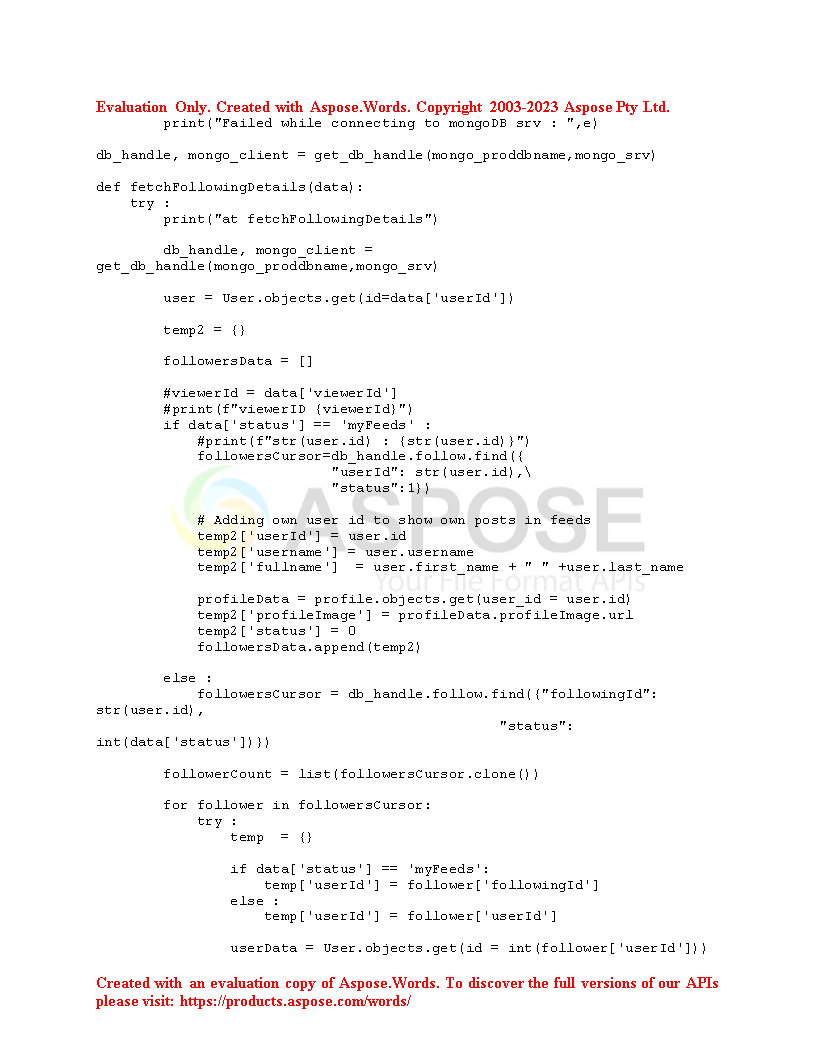 Evaluation Only. Created with Aspose.Words. Copyright 2003-2023 Aspose Pty Ltd.
        print("Failed while connecting to mongoDB srv : ",e)

db_handle, mongo_client = get_db_handle(mongo_proddbname,mongo_srv)

def fetchFollowingDetails(data):
    try :
        print("at fetchFollowingDetails")

        db_handle, mongo_client =
get_db_handle(mongo_proddbname,mongo_srv)

        user = User.objects.get(id=data['userId'])

        temp2 = {}

        followersData = []

        #viewerId = data['viewerId']
        #print(f"viewerID {viewerId}")
        if data['status'] == 'myFeeds' :
            #print(f"str(user.id) : {str(user.id)}")
            followersCursor=db_handle.follow.find({
                            "userId": str(user.id),\
                            "status":1})

            # Adding own user id to show own posts in feeds
            temp2['userId'] = user.id
            temp2['username'] = user.username
            temp2['fullname']  = user.first_name + " " +user.last_name

            profileData = profile.objects.get(user_id = user.id)
            temp2['profileImage'] = profileData.profileImage.url
            temp2['status'] = 0
            followersData.append(temp2)

        else :
            followersCursor = db_handle.follow.find({"followingId":
str(user.id),
                                                "status":
int(data['status'])})

        followerCount = list(followersCursor.clone())

        for follower in followersCursor:
            try :
                temp  = {}

                if data['status'] == 'myFeeds':
                    temp['userId'] = follower['followingId']
                else :
                    temp['userId'] = follower['userId']

                userData = User.objects.get(id = int(follower['userId']))

ASPOSE
Your File Format APIs
Created with an evaluation copy of Aspose.Words. To discover the full versions of our APIs
please visit: https://products.aspose.com/words/